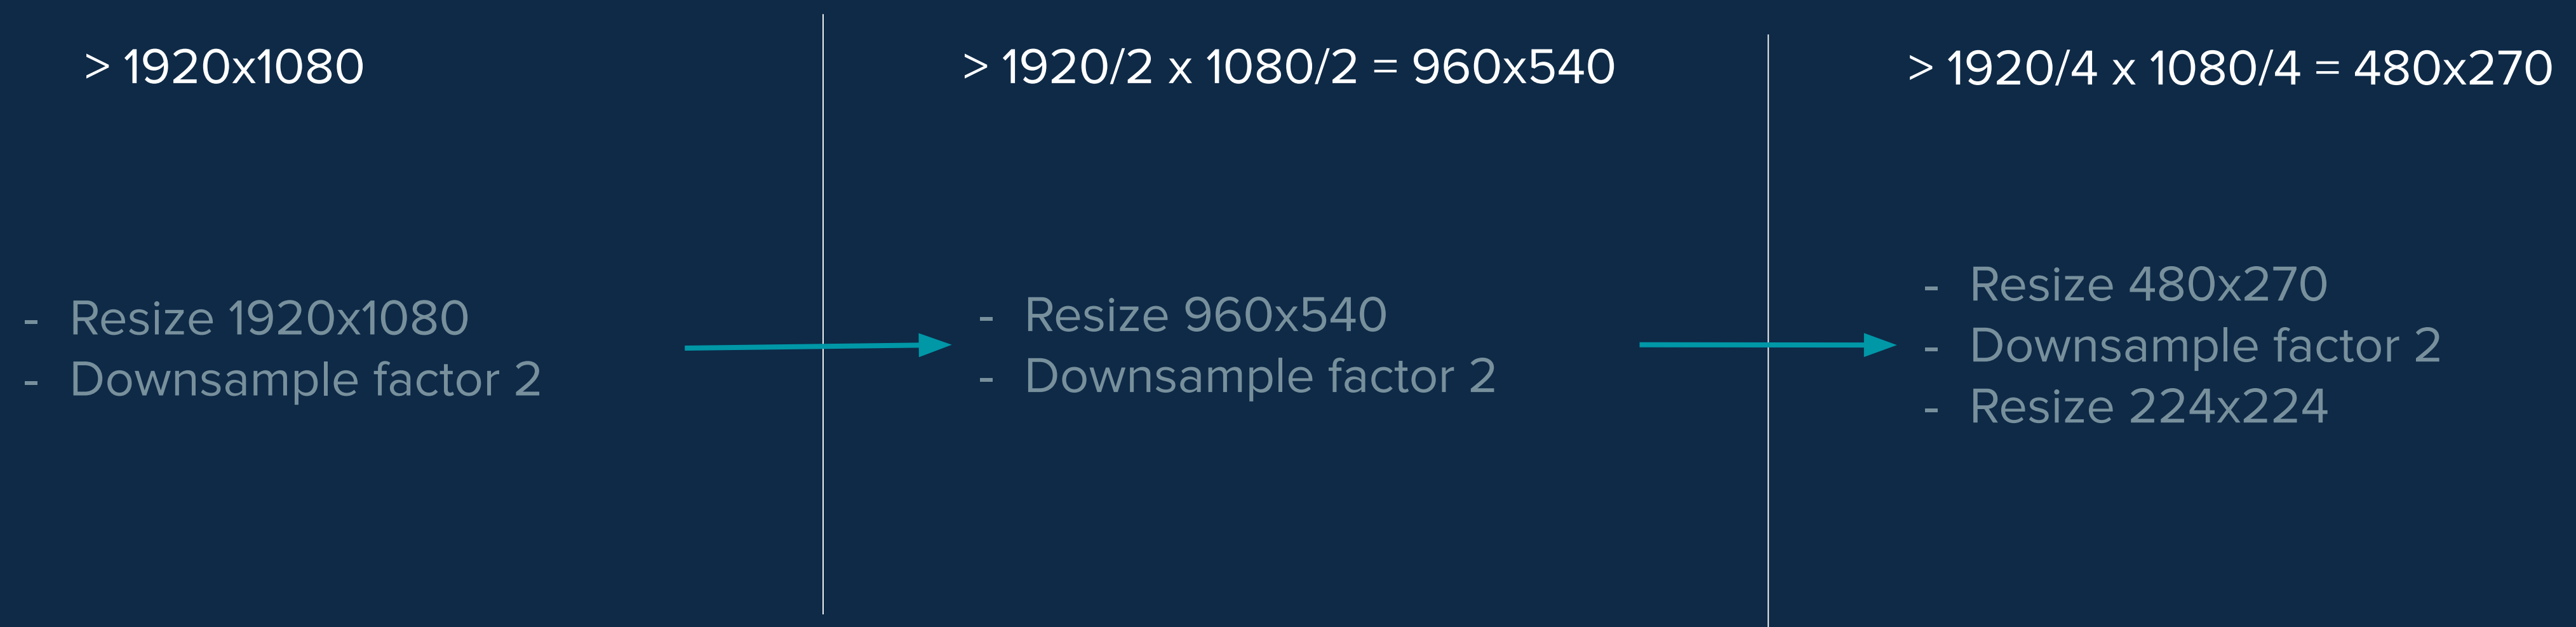 > 1920x1080
- Resize 1920x1080
- Downsample factor 2
> 1920/2 x 1080/2 = 960x540
- Resize 960x540
- Downsample factor 2
> 1920/4 x 1080/4 = 480x270
- Resize 480x270
- Downsample factor 2
- Resize 224x224